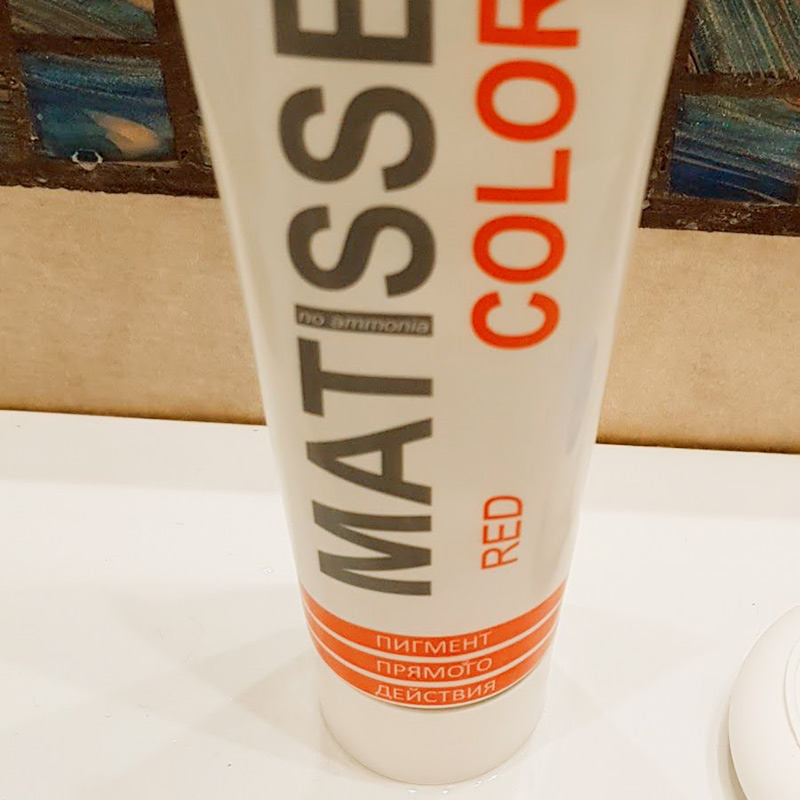 MATISSE
no ammonia
COLOR
RED
ПИГМЕНТ
ПРЯМОГО
ДЕЙСТВИЯ